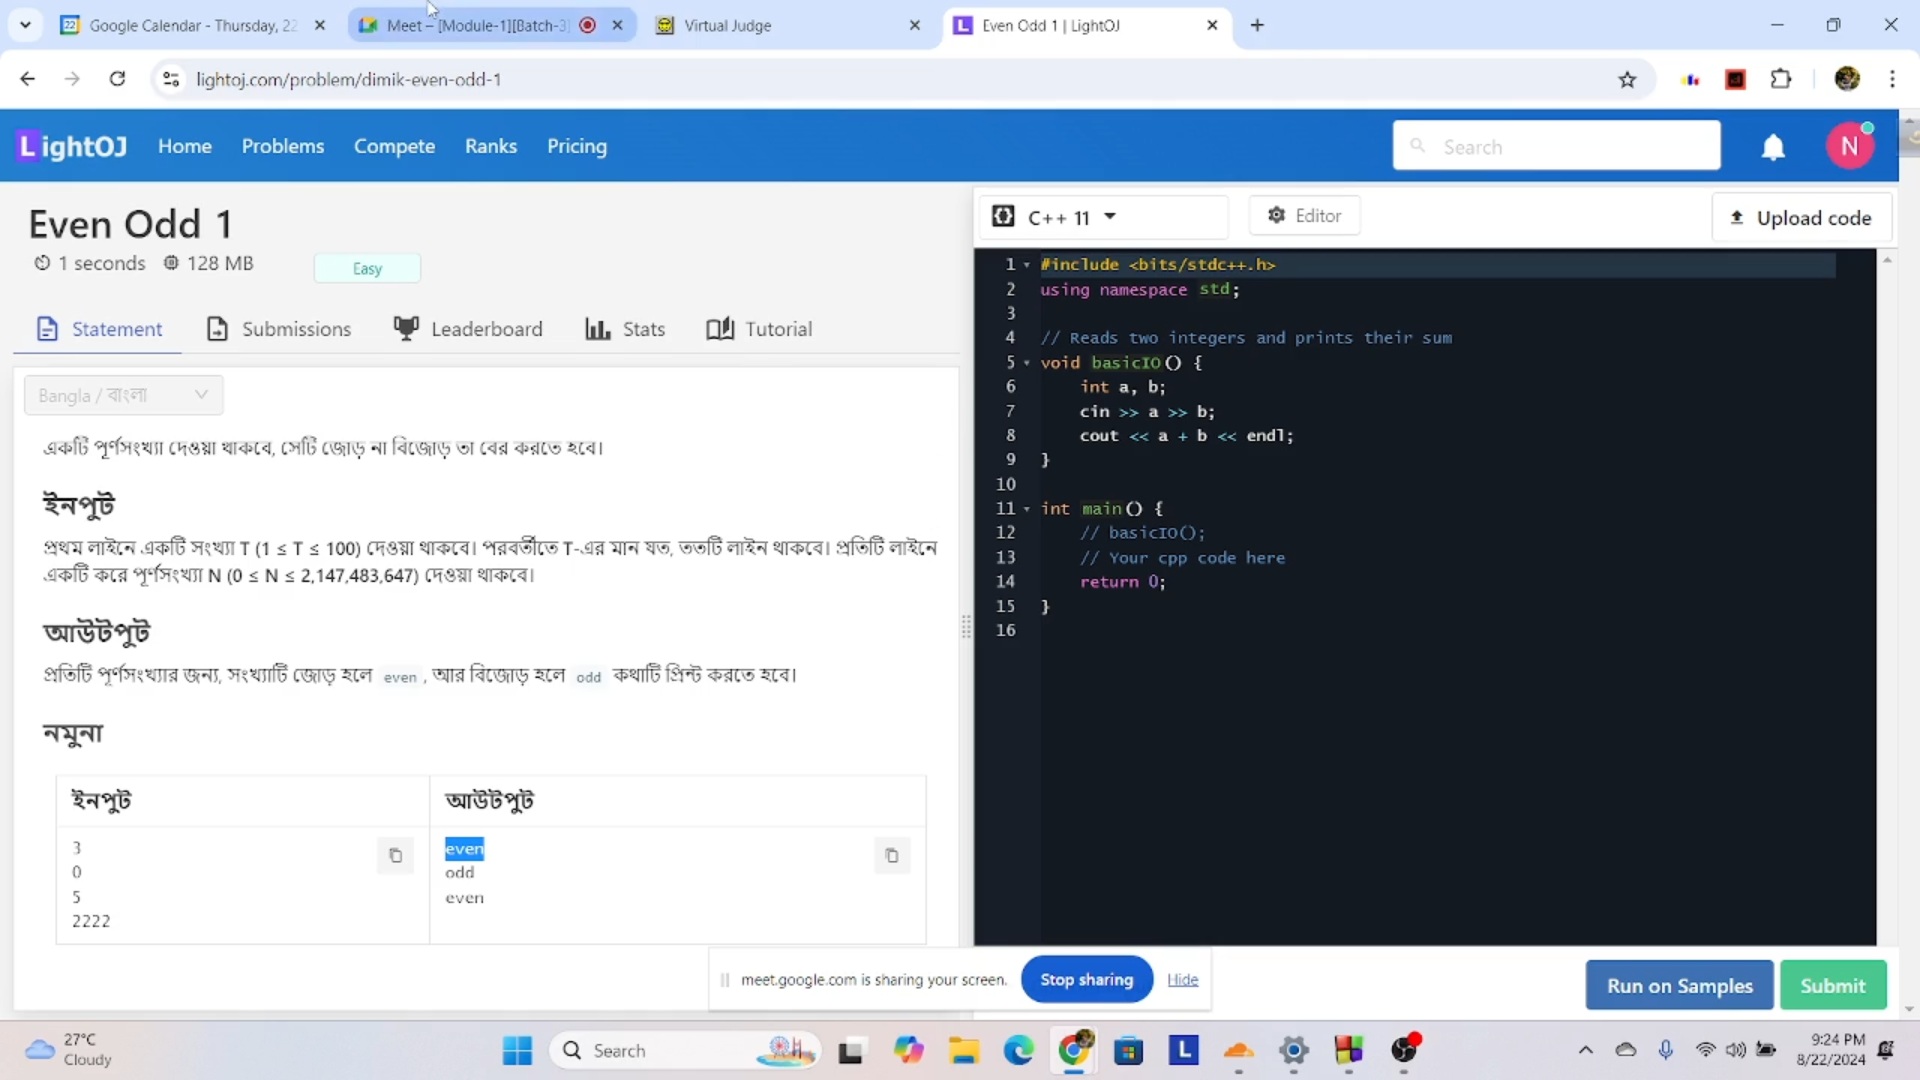 Google Calendar - Thursday, 22
Meet – [Module-1][Batch-3]
Virtual Judge
Even Odd 1 | LightOJ
lightoj.com/problem/dimik-even-odd-1
LightOJ
Home
Problems
Compete
Ranks
Pricing
Search
N
Even Odd 1
1 seconds
128 MB
Easy
Statement
Submissions
Leaderboard
Stats
Tutorial
Bangla / বাংলা
একটি পূর্ণসংখ্যা দেওয়া থাকবে, সেটি জোড় না বিজোড় তা বের করতে হবে।
ইনপুট
প্রথম লাইনে একটি সংখ্যা T (1 ≤ T ≤ 100) দেওয়া থাকবে। পরবর্তীতে T-এর মান যত, ততটি লাইন থাকবে। প্রতিটি লাইনে
একটি করে পূর্ণসংখ্যা N (0 ≤ N ≤ 2,147,483,647) দেওয়া থাকবে।
আউটপুট
প্রতিটি পূর্ণসংখ্যার জন্য, সংখ্যাটি জোড় হলে even , আর বিজোড় হলে odd কথাটি প্রিন্ট করতে হবে।
নমুনা
ইনপুট
আউটপুট
3
0
5
2222
even
odd
even
C++ 11
Editor
Upload code
1 #include <bits/stdc++.h>
2 using namespace std;
3
4 // Reads two integers and prints their sum
5 void basicIO() {
6 int a, b;
7 cin >> a >> b;
8 cout << a + b << endl;
9 }
10
11 int main() {
12 // basicIO();
13 // Your cpp code here
14 return 0;
15 }
16
meet.google.com is sharing your screen.
Stop sharing
Hide
Run on Samples
Submit
27°C
Cloudy
Search
L
9:24 PM
8/22/2024